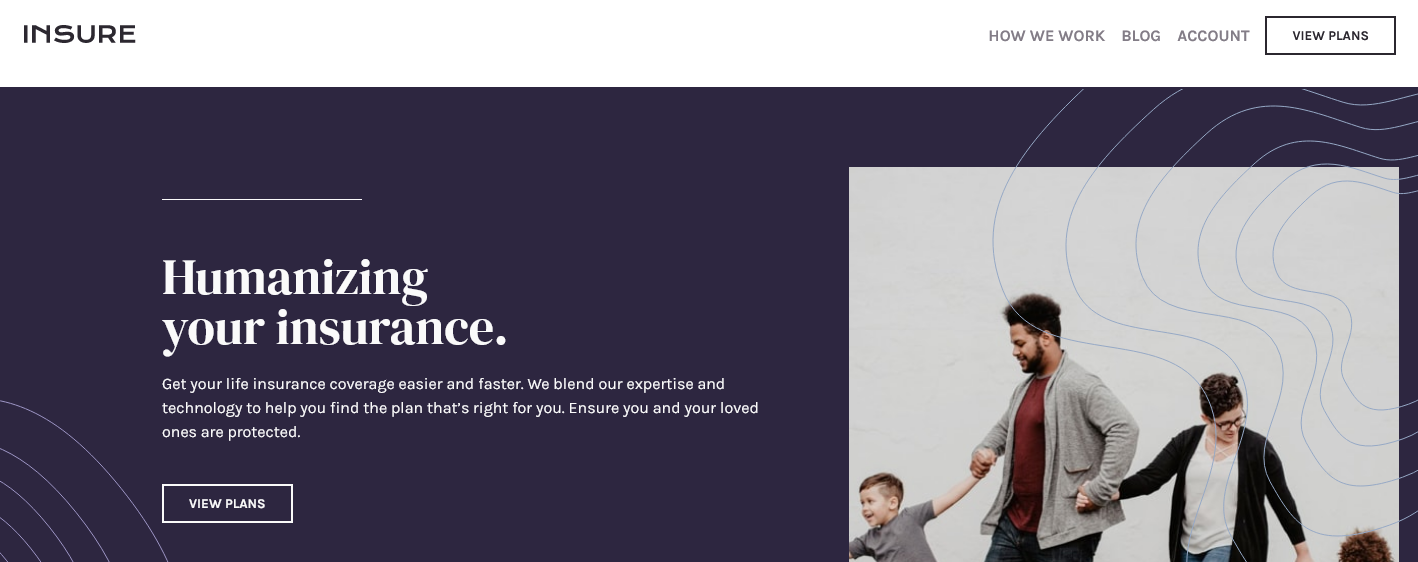 INSURE
HOW WE WORK BLOG ACCOUNT VIEW PLANS
Humanizing
your insurance.
Get your life insurance coverage easier and faster. We blend our expertise and
technology to help you find the plan that’s right for you. Ensure you and your loved
ones are protected.
VIEW PLANS